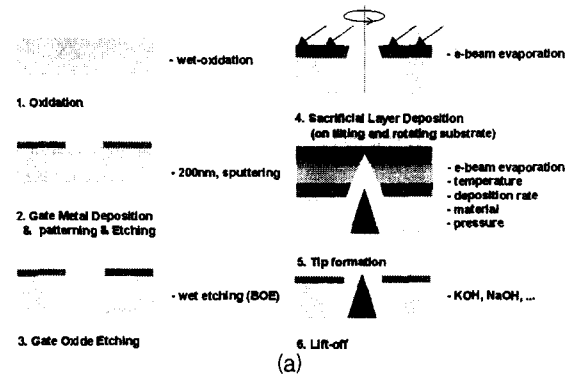 - wet-oxidation
1. Oxidation
- 200nm, sputtering
2. Gate Metal Deposition
& patterning & Etching
- wet etching (BOE)
3. Gate Oxide Etching
- e-beam evaporation
4. Sacrificial Layer Deposition
(on tilting and rotating substrate)
- e-beam evaporation
- temperature
- deposition rate
- material
- pressure
5. Tip formation
- KOH, NaOH, ...
6. Lift-off
(a)